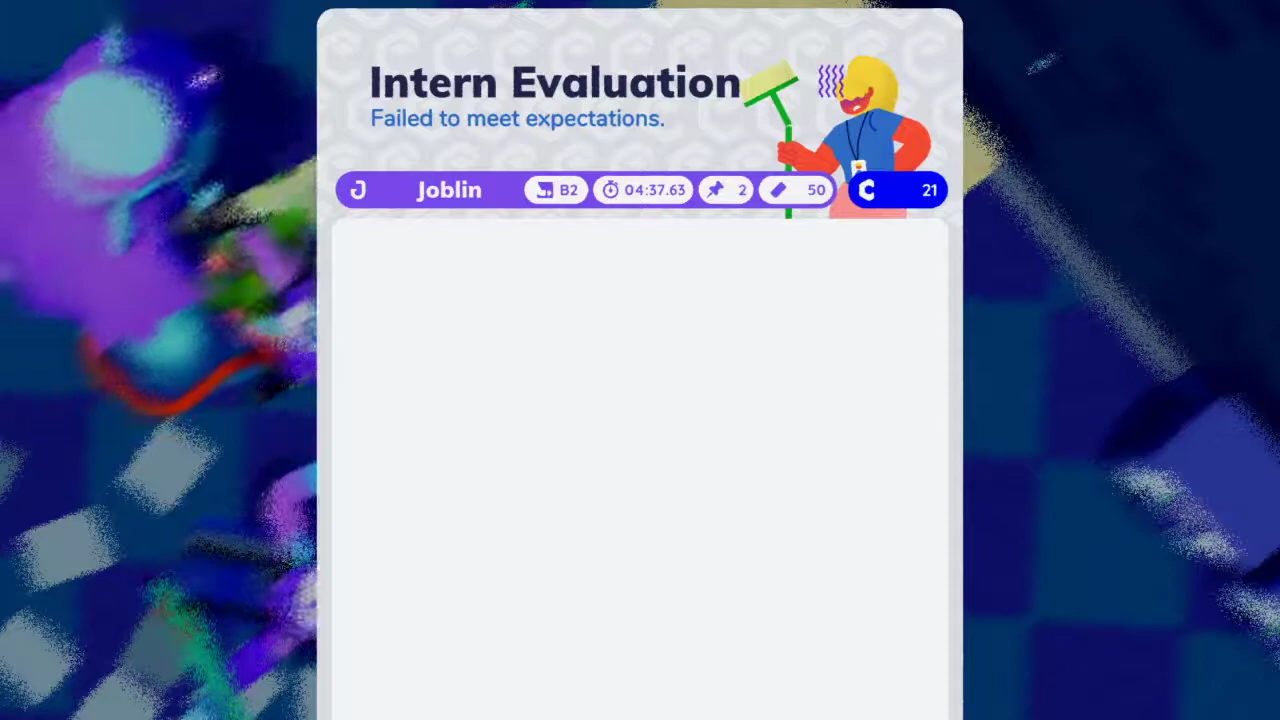 Intern Evaluation
Failed to meet expectations.
J Joblin B2 04:37.63 2 50 C 21